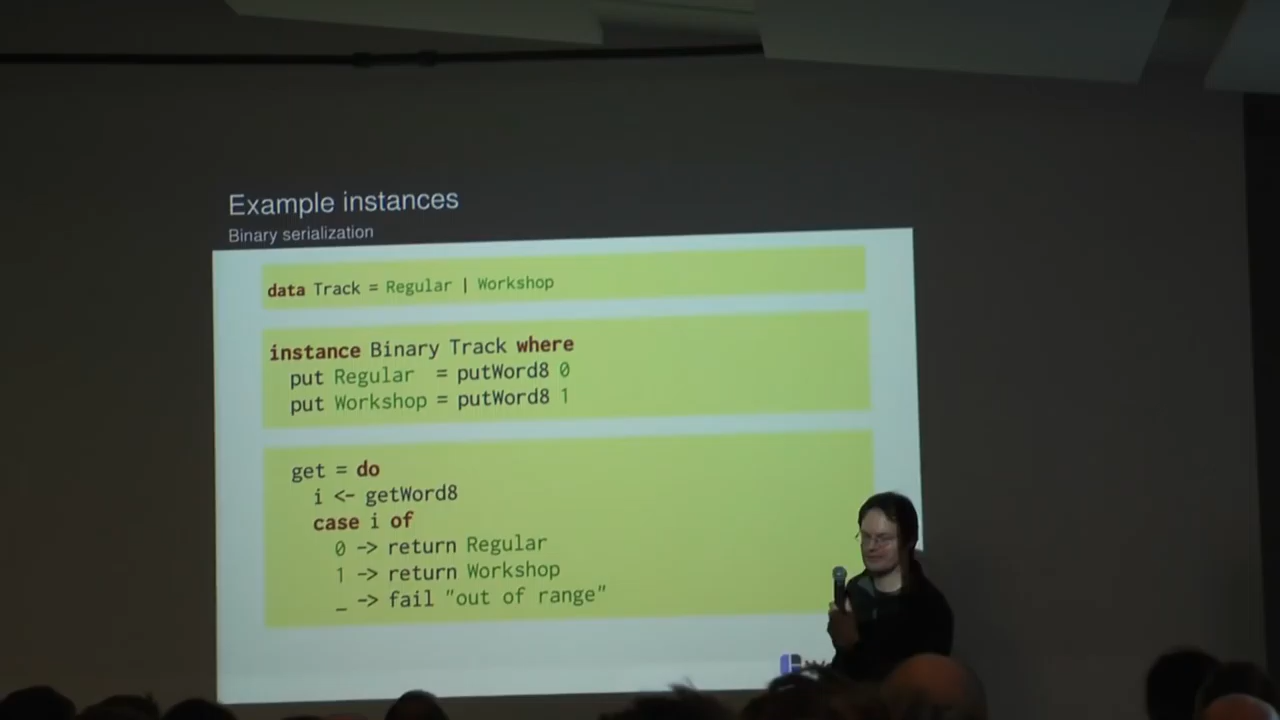 Example instances
Binary serialization
data Track = Regular | Workshop
instance Binary Track where
put Regular = putWord8 0
put Workshop = putWord8 1
get = do
i <- getWord8
case i of
0 -> return Regular
1 -> return Workshop
_ -> fail "out of range"